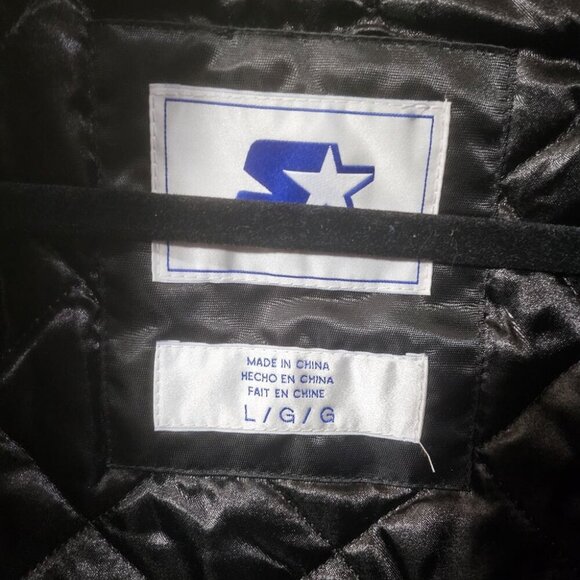 MADE IN CHINA
HECHO EN CHINA
FAIT EN CHINE
L/G/G